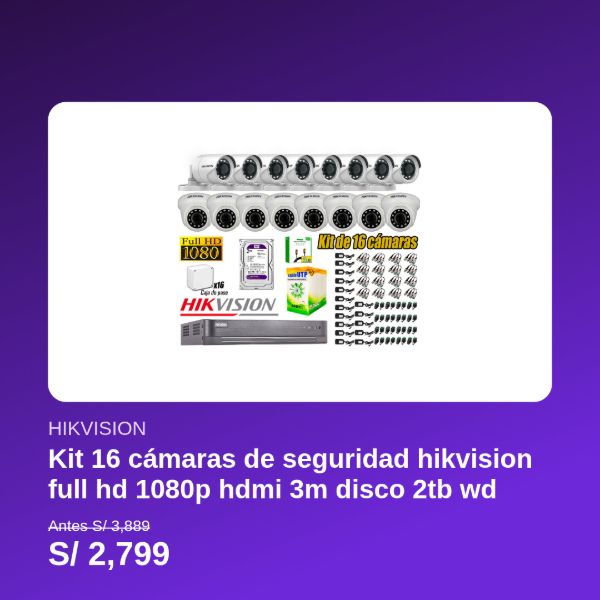 Kit de 16 cámaras
Full HD
1080
x16
Caja de paso
UTP
HIKVISION
HIKVISION
Kit 16 cámaras de seguridad hikvision
full hd 1080p hdmi 3m disco 2tb wd
Antes S/ 3,889
S/ 2,799